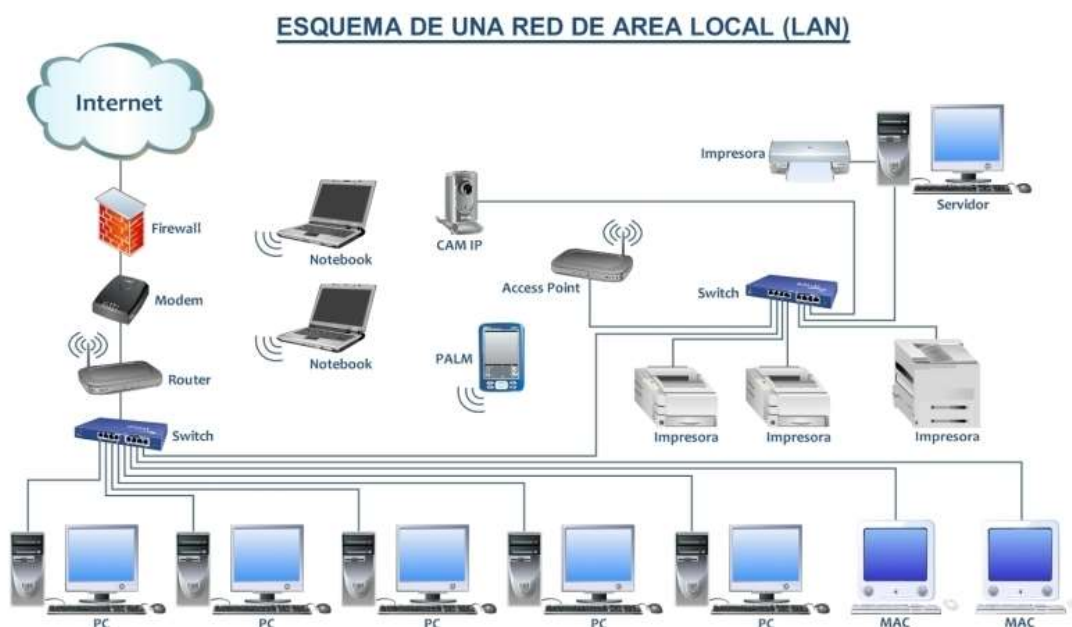 ESQUEMA DE UNA RED DE AREA LOCAL (LAN)
Internet
Impresora
Servidor
Firewall
Notebook
CAM IP
Access Point
Switch
Modem
Notebook
PALM
Router
Impresora
Impresora
Impresora
Switch
PC
PC
PC
PC
PC
MAC
MAC